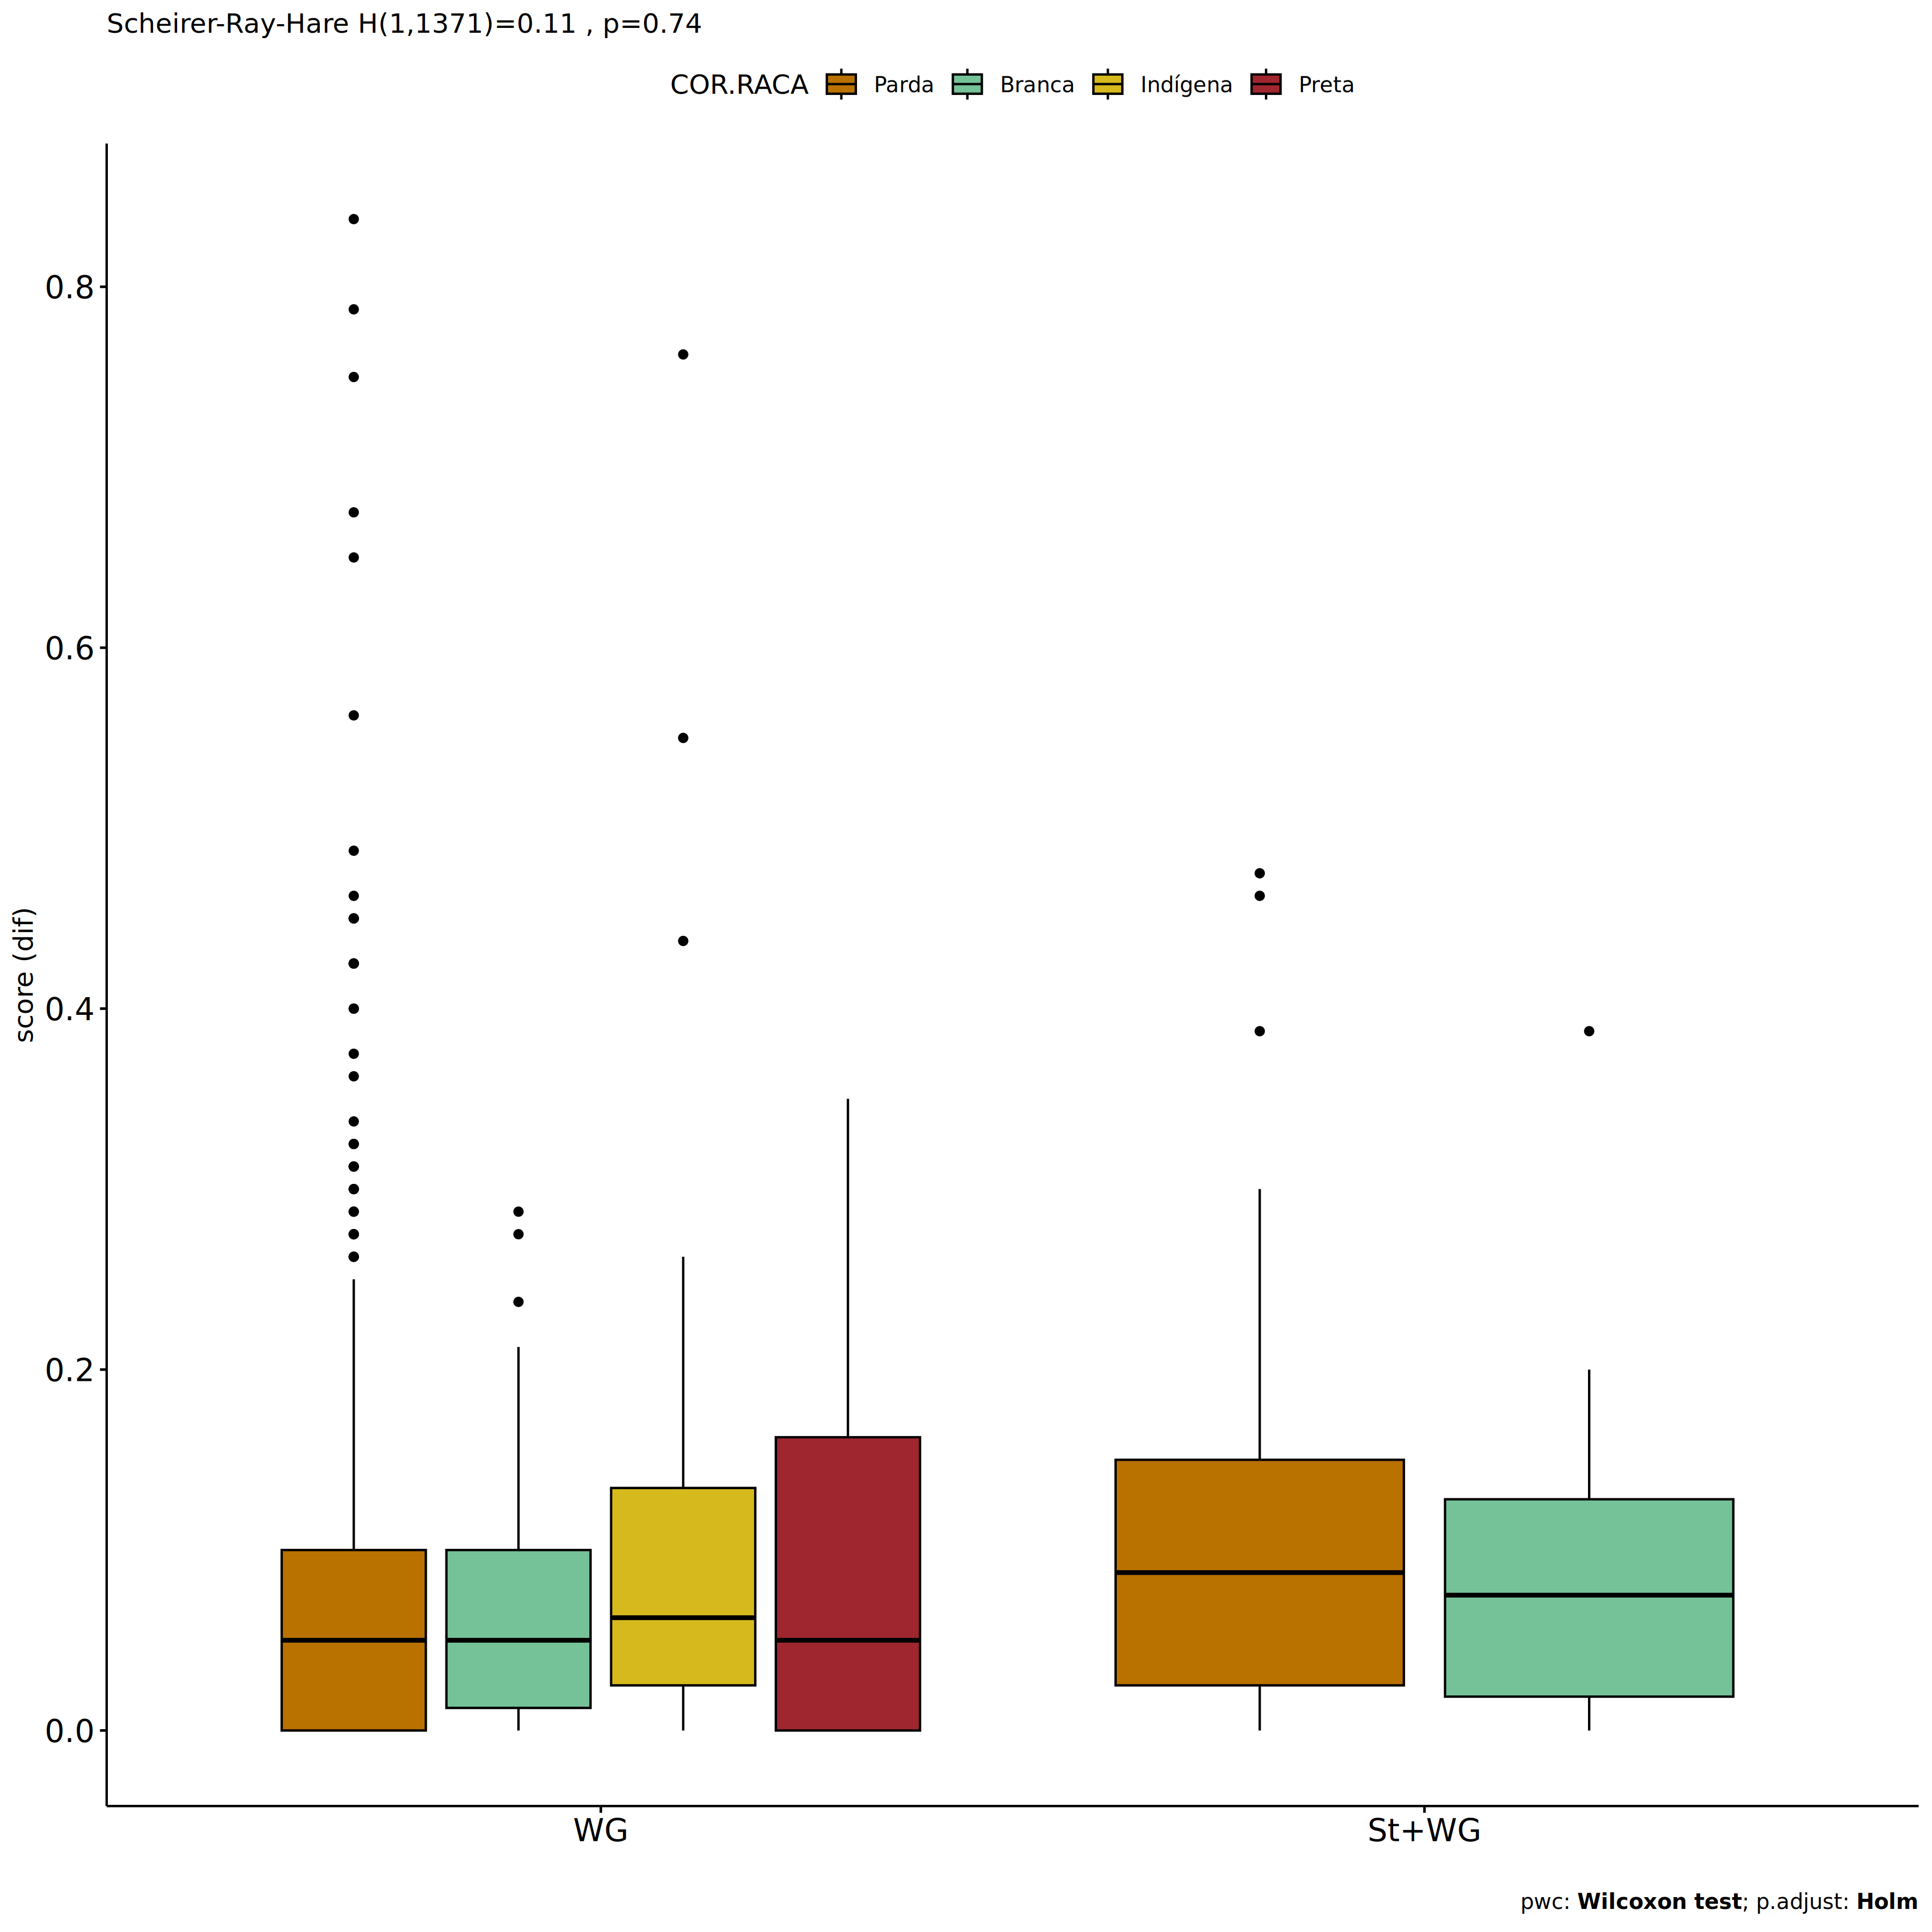 Scheirer-Ray-Hare H(1,1371)=0.11 , p=0.74
COR.RACA Parda Branca Indígena Preta
0.8
0.6
0.4
0.2
0.0
score (dif)
WG St+WG
pwc: Wilcoxon test; p.adjust: Holm